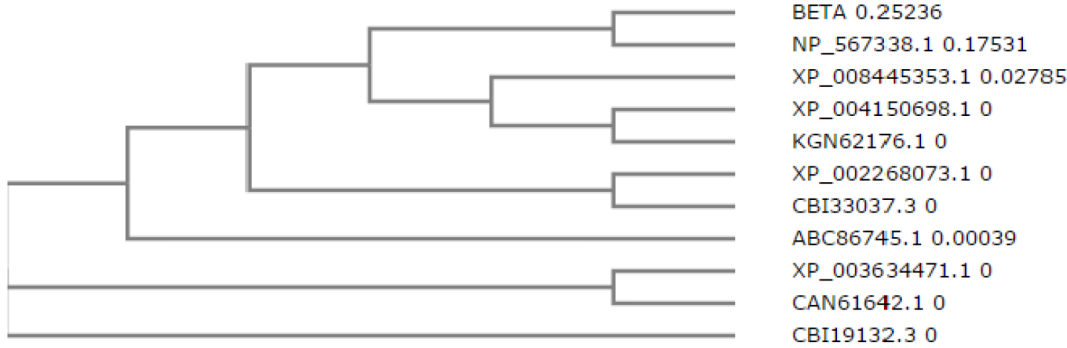 BETA 0.25236
NP_567338.1 0.17531
XP_008445353.1 0.02785
XP_004150698.1 0
KGN62176.1 0
XP_002268073.1 0
CBI33037.3 0
ABC86745.1 0.00039
XP_003634471.1 0
CAN61642.1 0
CBI19132.3 0